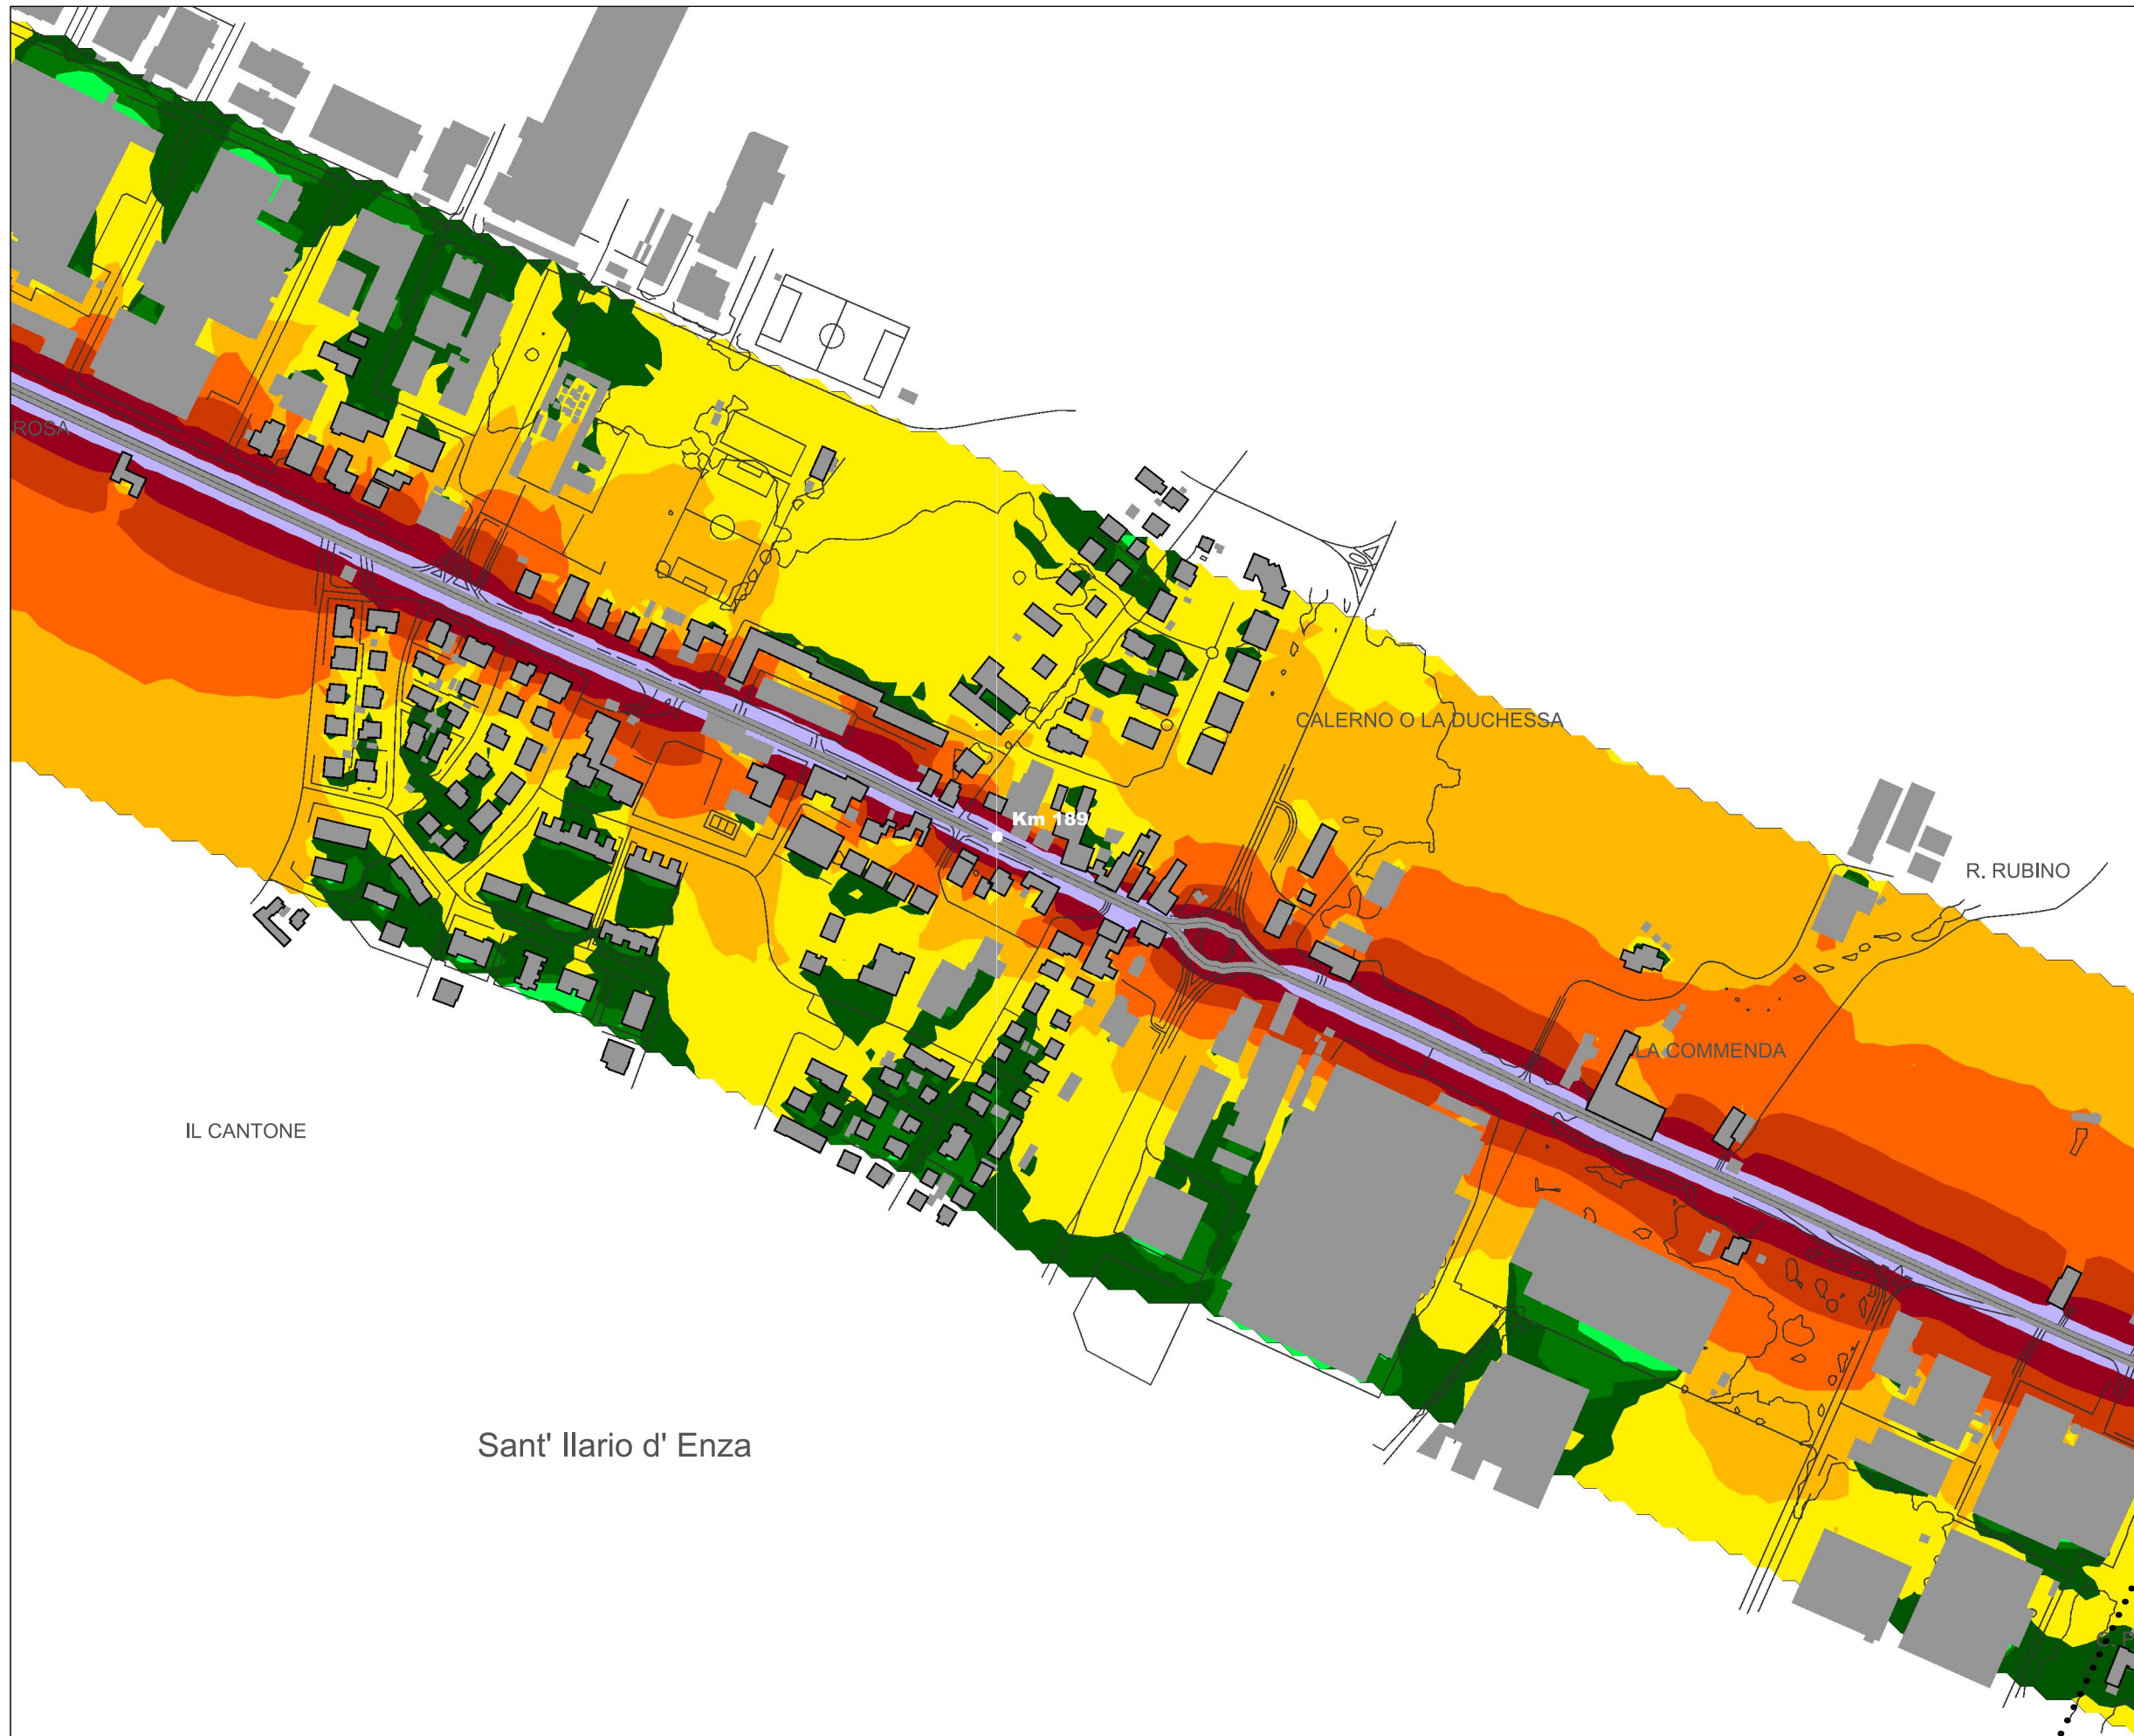 ROSA
CALERNO O LA DUCHESSA
Km 189
R. RUBINO
LA COMMENDA
IL CANTONE
Sant' Ilario d' Enza